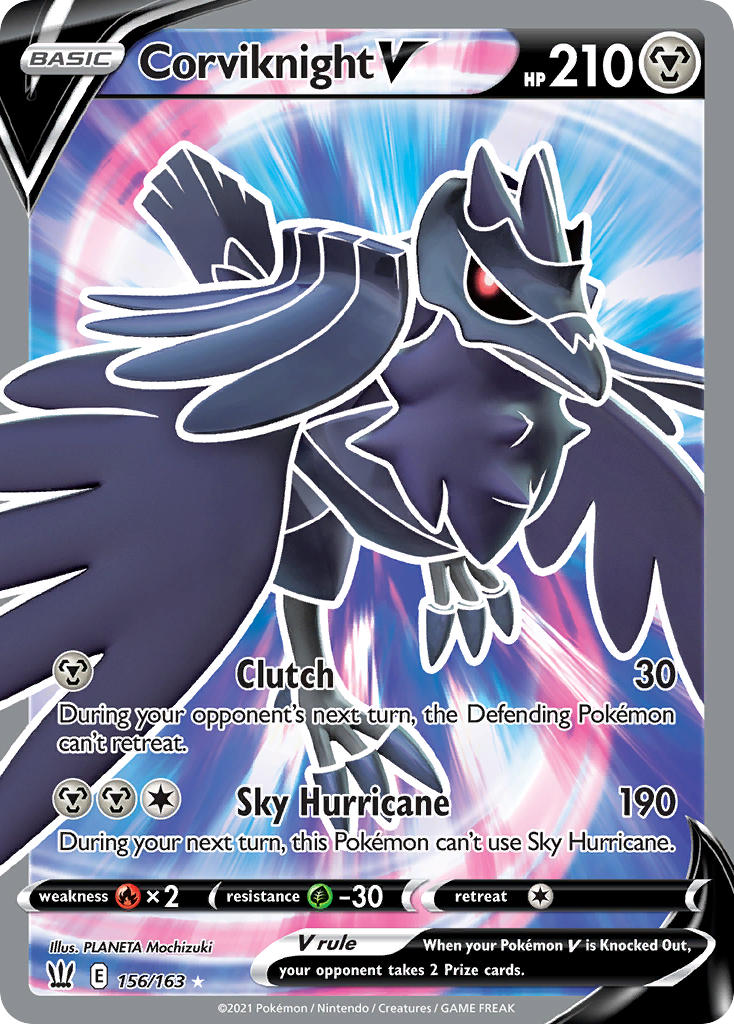 BASIC
Corviknight V
HP 210
Clutch 30
During your opponent's next turn, the Defending Pokémon
can't retreat.
Sky Hurricane 190
During your next turn, this Pokémon can't use Sky Hurricane.
weakness ×2 resistance -30 retreat
Illus. PLANETA Mochizuki
V rule
When your Pokémon V is Knocked Out,
your opponent takes 2 Prize cards.
E 156/163
©2021 Pokémon / Nintendo / Creatures / GAME FREAK